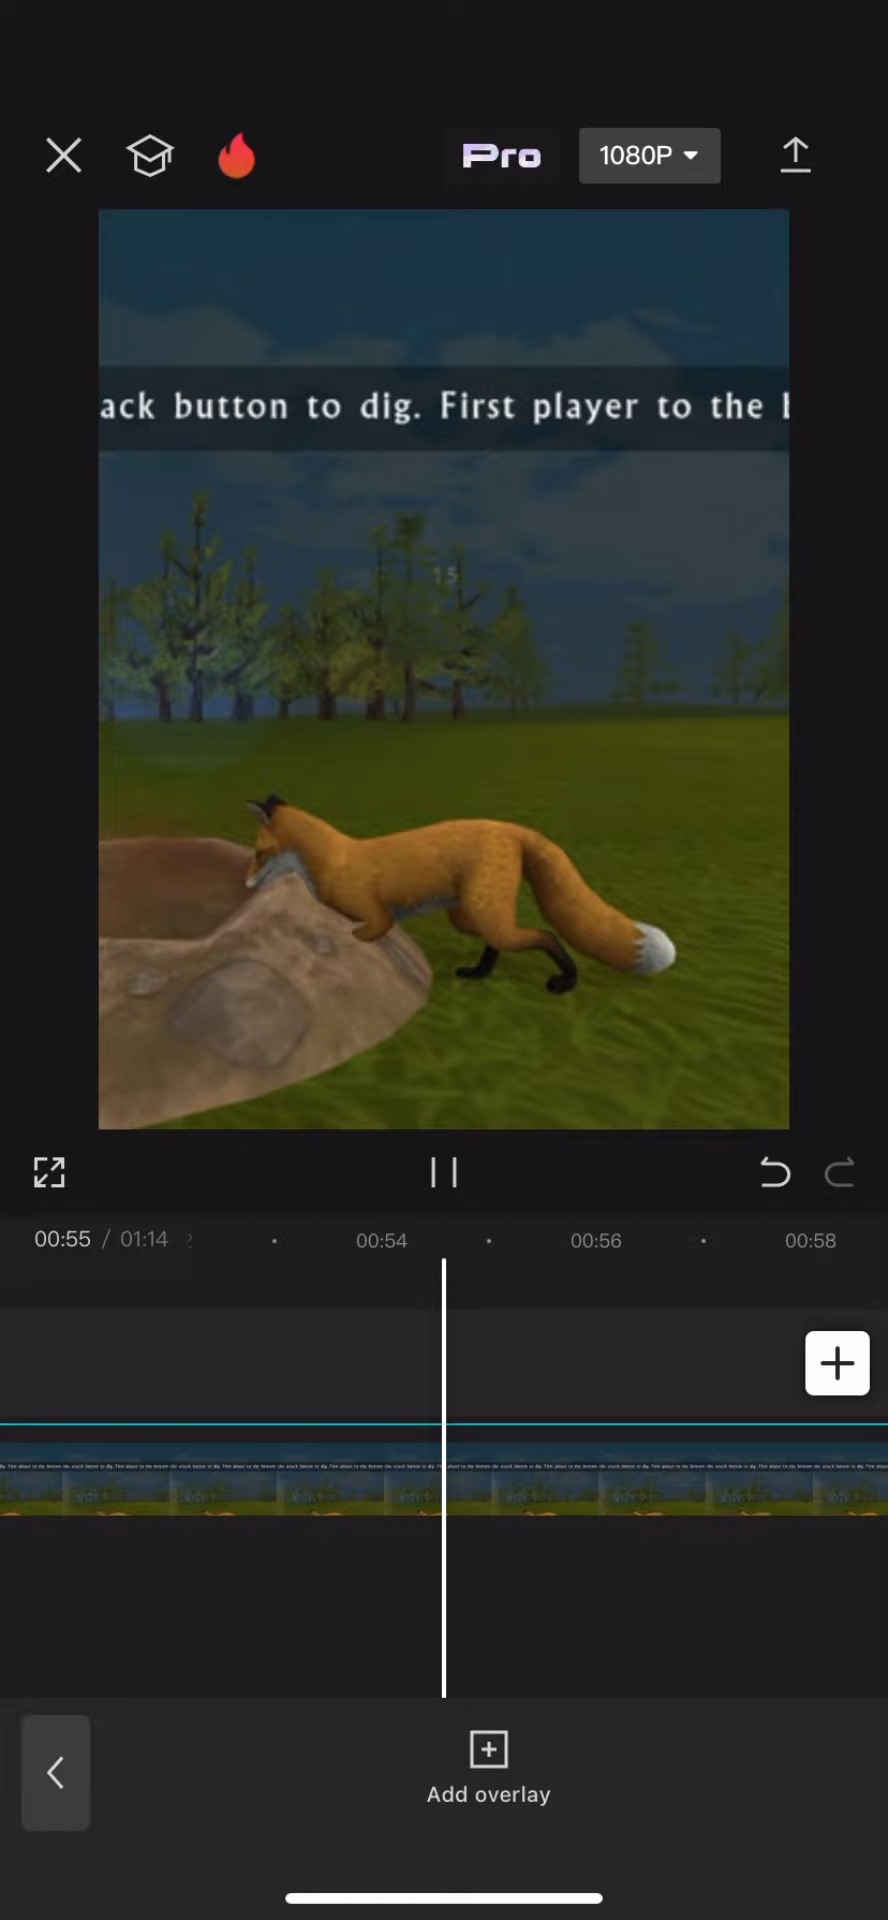 Pro
1080P
ack button to dig. First player to the
15
00:55 / 01:14
00:54
00:56
00:58
Add overlay